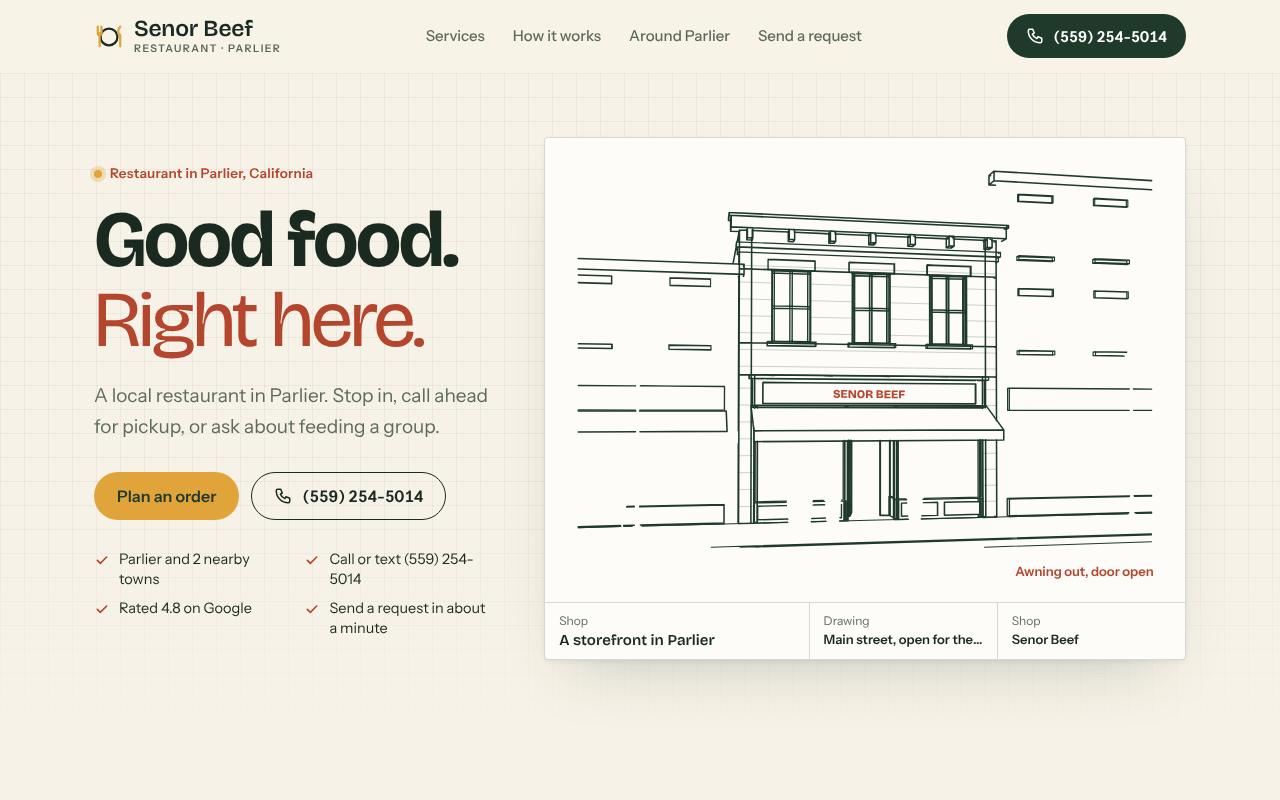 Senor Beef
RESTAURANT · PARLIER
Services
How it works
Around Parlier
Send a request
(559) 254-5014
Restaurant in Parlier, California
Good food.
Right here.
A local restaurant in Parlier. Stop in, call ahead
for pickup, or ask about feeding a group.
Plan an order
(559) 254-5014
Parlier and 2 nearby
towns
Call or text (559) 254-
5014
Rated 4.8 on Google
Send a request in about
a minute
SENOR BEEF
Awning out, door open
Shop
A storefront in Parlier
Drawing
Main street, open for the...
Shop
Senor Beef